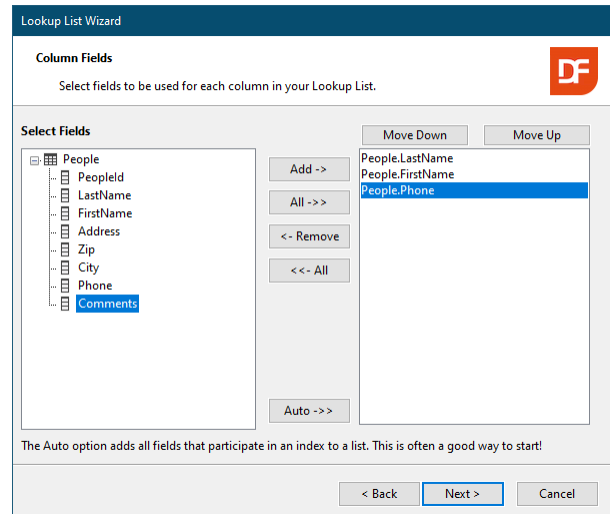 Lookup List Wizard
Column Fields
Select fields to be used for each column in your Lookup List.
DF
Select Fields
Move Down
Move Up
People
PeopleId
LastName
FirstName
Address
Zip
City
Phone
Comments
Add ->
All ->>
<- Remove
<<- All
Auto ->>
People.LastName
People.FirstName
People.Phone
The Auto option adds all fields that participate in an index to a list. This is often a good way to start!
< Back
Next >
Cancel